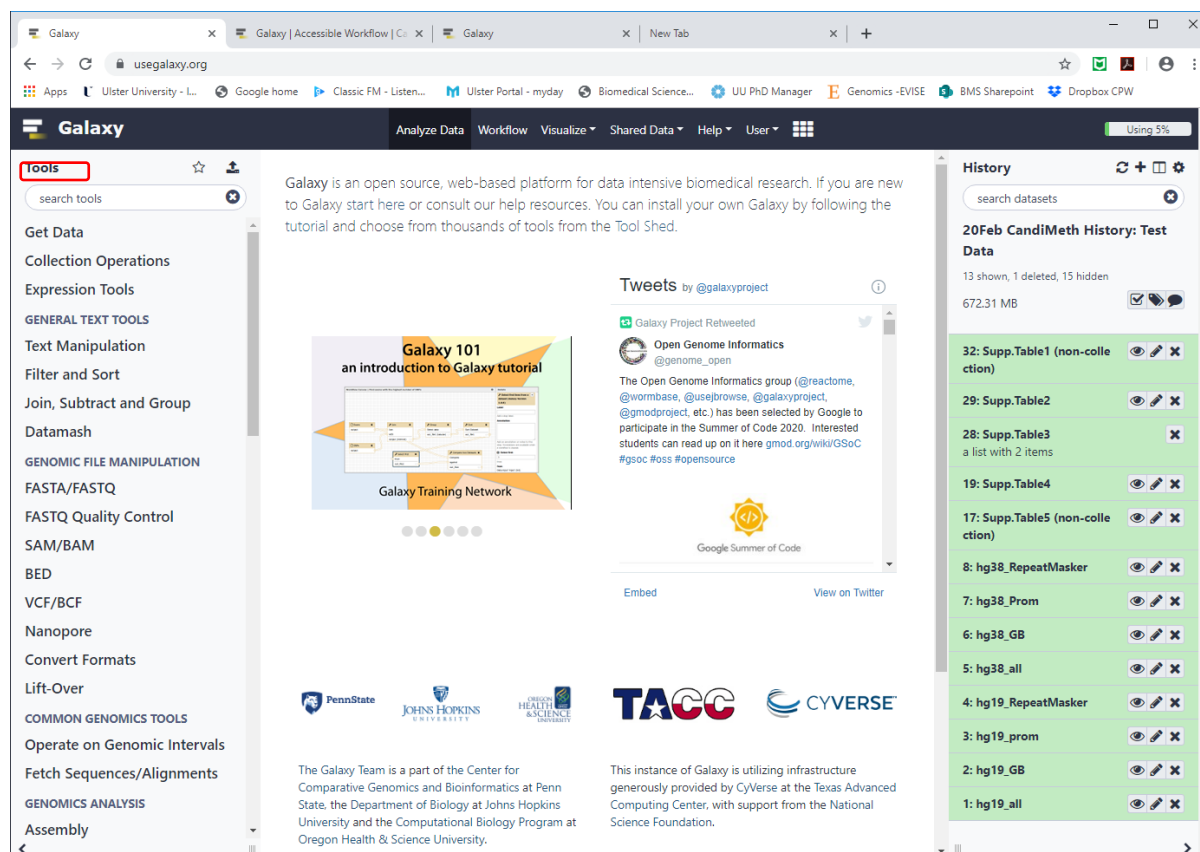 Galaxy
Galaxy | Accessible Workflow | Ca
Galaxy
New Tab
usegalaxy.org
Apps
Ulster University - I...
Google home
Classic FM - Listen...
Ulster Portal - myday
Biomedical Science...
UU PhD Manager
Genomics -EVISE
BMS Sharepoint
Dropbox CPW
Galaxy
Analyze Data Workflow Visualize Shared Data Help User
Using 5%
Tools
search tools
Get Data
Collection Operations
Expression Tools
GENERAL TEXT TOOLS
Text Manipulation
Filter and Sort
Join, Subtract and Group
Datamash
GENOMIC FILE MANIPULATION
FASTA/FASTQ
FASTQ Quality Control
SAM/BAM
BED
VCF/BCF
Nanopore
Convert Formats
Lift-Over
COMMON GENOMICS TOOLS
Operate on Genomic Intervals
Fetch Sequences/Alignments
GENOMICS ANALYSIS
Assembly
Galaxy is an open source, web-based platform for data intensive biomedical research. If you are new
to Galaxy start here or consult our help resources. You can install your own Galaxy by following the
tutorial and choose from thousands of tools from the Tool Shed.
Galaxy 101
an introduction to Galaxy tutorial
Galaxy Training Network
Tweets by @galaxyproject
Galaxy Project Retweeted
Open Genome Informatics
@genome_open
The Open Genome Informatics group (@reactome,
@wormbase, @usejbrowse, @galaxyproject,
@gmodproject, etc.) has been selected by Google to
participate in the Summer of Code 2020. Interested
students can read up on it here gmod.org/wiki/GSoC
#gsoc #oss #opensource
Google Summer of Code
Embed
View on Twitter
PennState
JOHNS HOPKINS
UNIVERSITY
OREGON
HEALTH
&SCIENCE
UNIVERSITY
TACC
CYVERSE
The Galaxy Team is a part of the Center for
Comparative Genomics and Bioinformatics at Penn
State, the Department of Biology at Johns Hopkins
University and the Computational Biology Program at
Oregon Health & Science University.
This instance of Galaxy is utilizing infrastructure
generously provided by CyVerse at the Texas Advanced
Computing Center, with support from the National
Science Foundation.
History
search datasets
20Feb CandiMeth History: Test
Data
13 shown, 1 deleted, 15 hidden
672.31 MB
32: Supp.Table1 (non-colle
ction)
29: Supp.Table2
28: Supp.Table3
a list with 2 items
19: Supp.Table4
17: Supp.Table5 (non-colle
ction)
8: hg38_RepeatMasker
7: hg38_Prom
6: hg38_GB
5: hg38_all
4: hg19_RepeatMasker
3: hg19_prom
2: hg19_GB
1: hg19_all